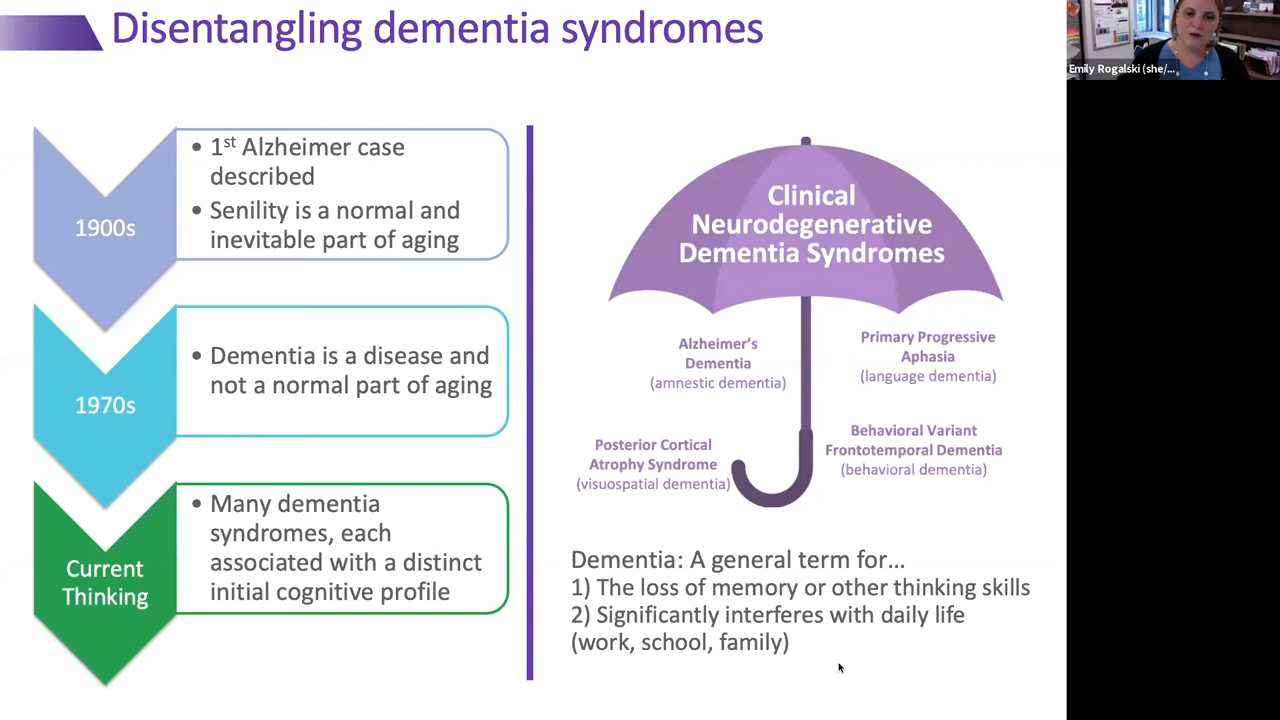 Disentangling dementia syndromes
Emily Rogalski (she/...
1900s
• 1st Alzheimer case
described
• Senility is a normal and
inevitable part of aging
1970s
• Dementia is a disease and
not a normal part of aging
Current
Thinking
• Many dementia
syndromes, each
associated with a distinct
initial cognitive profile
Clinical
Neurodegenerative
Dementia Syndromes
Alzheimer's
Dementia
(amnestic dementia)
Primary Progressive
Aphasia
(language dementia)
Posterior Cortical
Atrophy Syndrome
(visuospatial dementia)
Behavioral Variant
Frontotemporal Dementia
(behavioral dementia)
Dementia: A general term for...
1) The loss of memory or other thinking skills
2) Significantly interferes with daily life
(work, school, family)